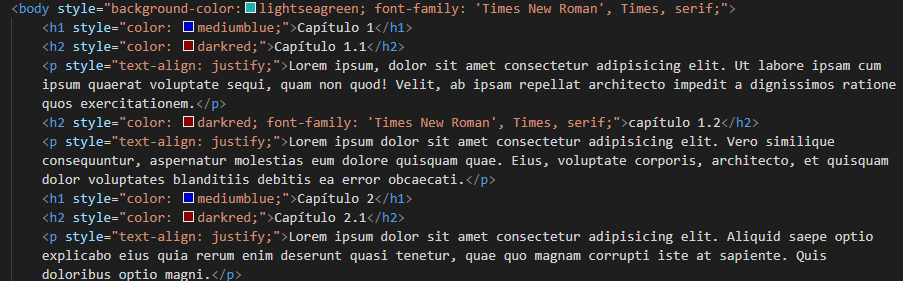 <body style="background-color:lightseagreen; font-family: 'Times New Roman', Times, serif;">
<h1 style="color: mediumblue;">Capítulo 1</h1>
<h2 style="color: darkred;">Capítulo 1.1</h2>
<p style="text-align: justify;">Lorem ipsum, dolor sit amet consectetur adipisicing elit. Ut labore ipsam cum
ipsum quaerat voluptate sequi, quam non quod! Velit, ab ipsam repellat architecto impedit a dignissimos ratione
quos exercitationem.</p>
<h2 style="color: darkred; font-family: 'Times New Roman', Times, serif;">capítulo 1.2</h2>
<p style="text-align: justify;">Lorem ipsum dolor sit amet consectetur adipisicing elit. Vero similique
consequuntur, aspernatur molestias eum dolore quisquam quae. Eius, voluptate corporis, architecto, et quisquam
dolor voluptates blanditiis debitis ea error obcaecati.</p>
<h1 style="color: mediumblue;">Capítulo 2</h1>
<h2 style="color: darkred;">Capítulo 2.1</h2>
<p style="text-align: justify;">Lorem ipsum dolor sit amet consectetur adipisicing elit. Aliquid saepe optio
explicabo eius quia rerum enim deserunt quasi tenetur, quae quo magnam corrupti iste at sapiente. Quis
doloribus optio magni.</p>